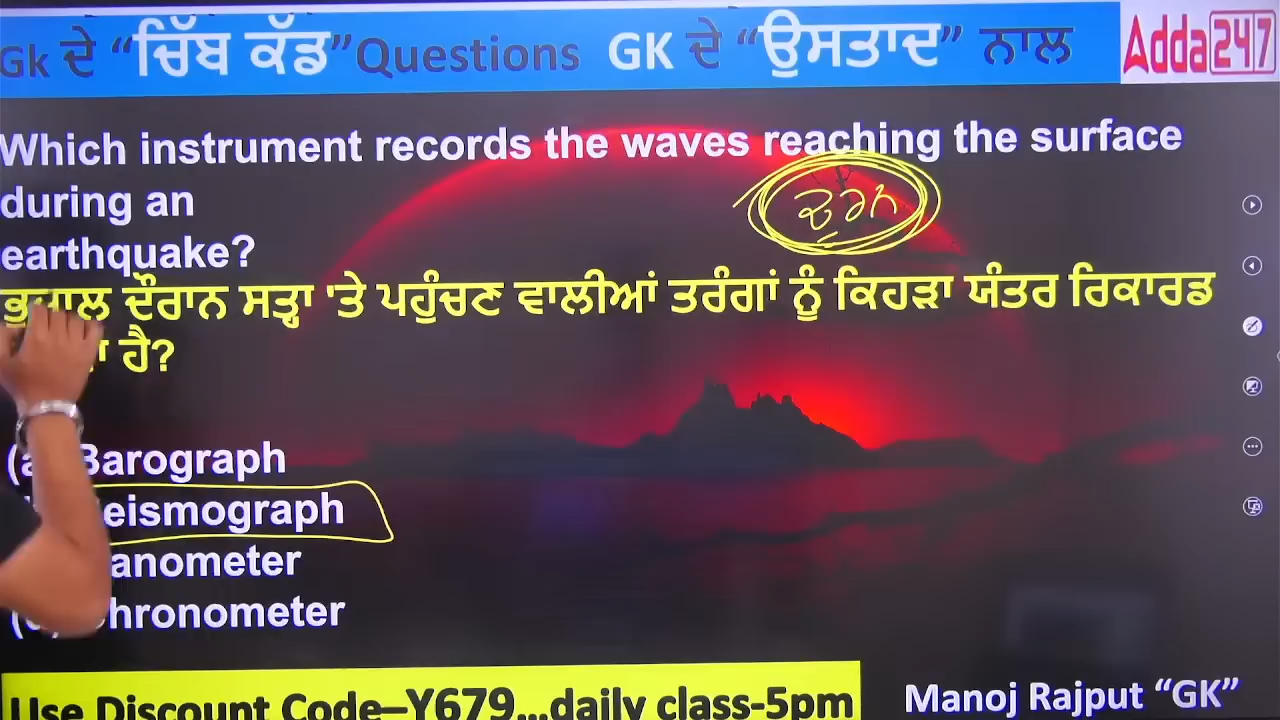 Gk ਦੇ “ਚਿੱਬ ਕੱਡ”Questions GK ਦੇ “ਉਸਤਾਦ” ਨਾਲ
Adda247
Which instrument records the waves reaching the surface
during an
earthquake?
ਦੌਰਾਨ ਸਤ੍ਹਾ 'ਤੇ ਪਹੁੰਚਣ ਵਾਲੀਆਂ ਤਰੰਗਾਂ ਨੂੰ ਕਿਹੜਾ ਯੰਤਰ ਰਿਕਾਰਡ
ਹੈ?
Barograph
eismograph
anometer
hronometer
Use Discount Code–Y679...daily class-5pm
Manoj Rajput “GK”